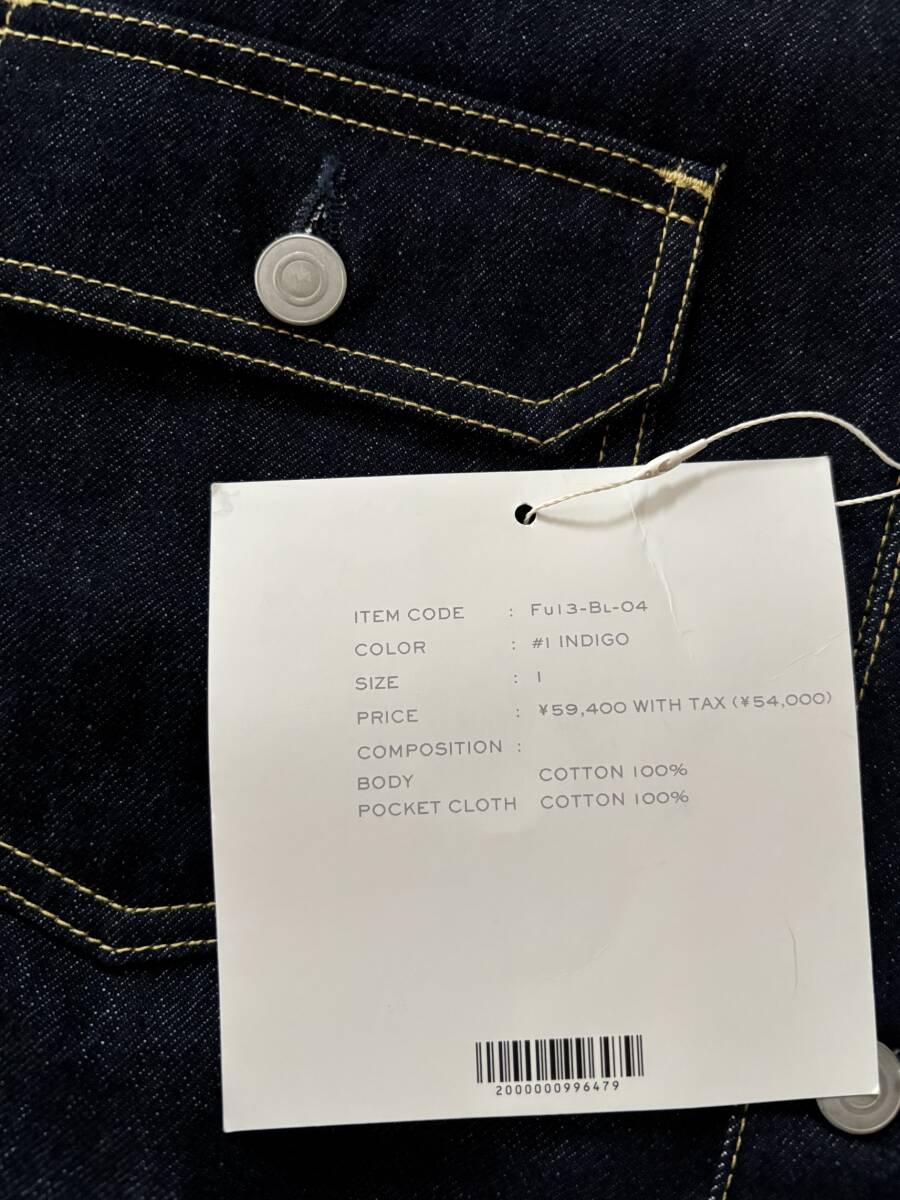 ITEM CODE : FU13-BL-04
COLOR : #1 INDIGO
SIZE : 1
PRICE : ¥59,400 WITH TAX (¥54,000)
COMPOSITION :
BODY COTTON 100%
POCKET CLOTH COTTON 100%
2000000996479